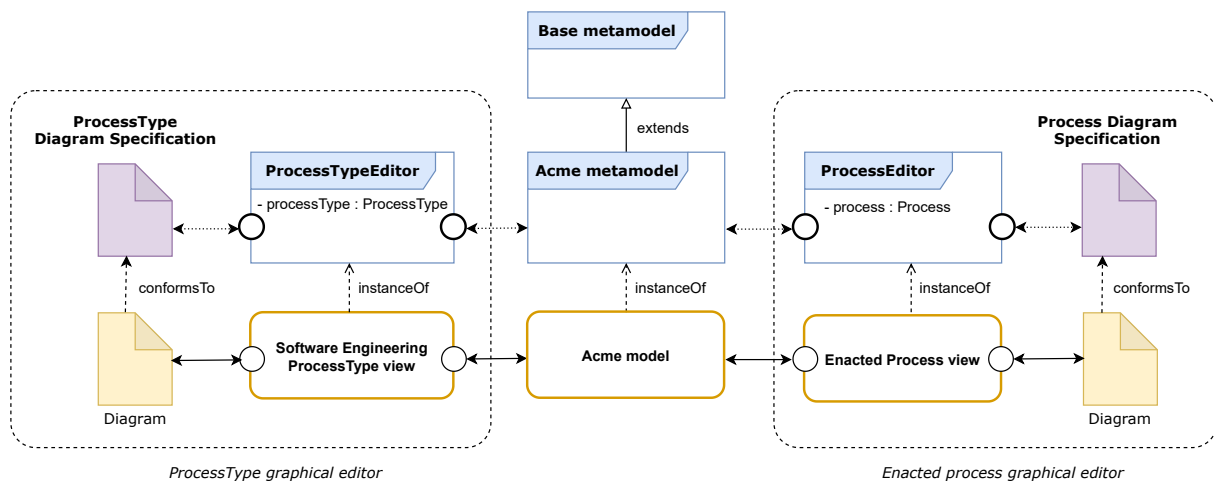 Base metamodel
extends
ProcessType
Diagram Specification
ProcessTypeEditor
- processType : ProcessType
Acme metamodel
ProcessEditor
- process : Process
Process Diagram
Specification
conformsTo
instanceOf
instanceOf
instanceOf
conformsTo
Diagram
Software Engineering
ProcessType view
Acme model
Enacted Process view
Diagram
ProcessType graphical editor
Enacted process graphical editor